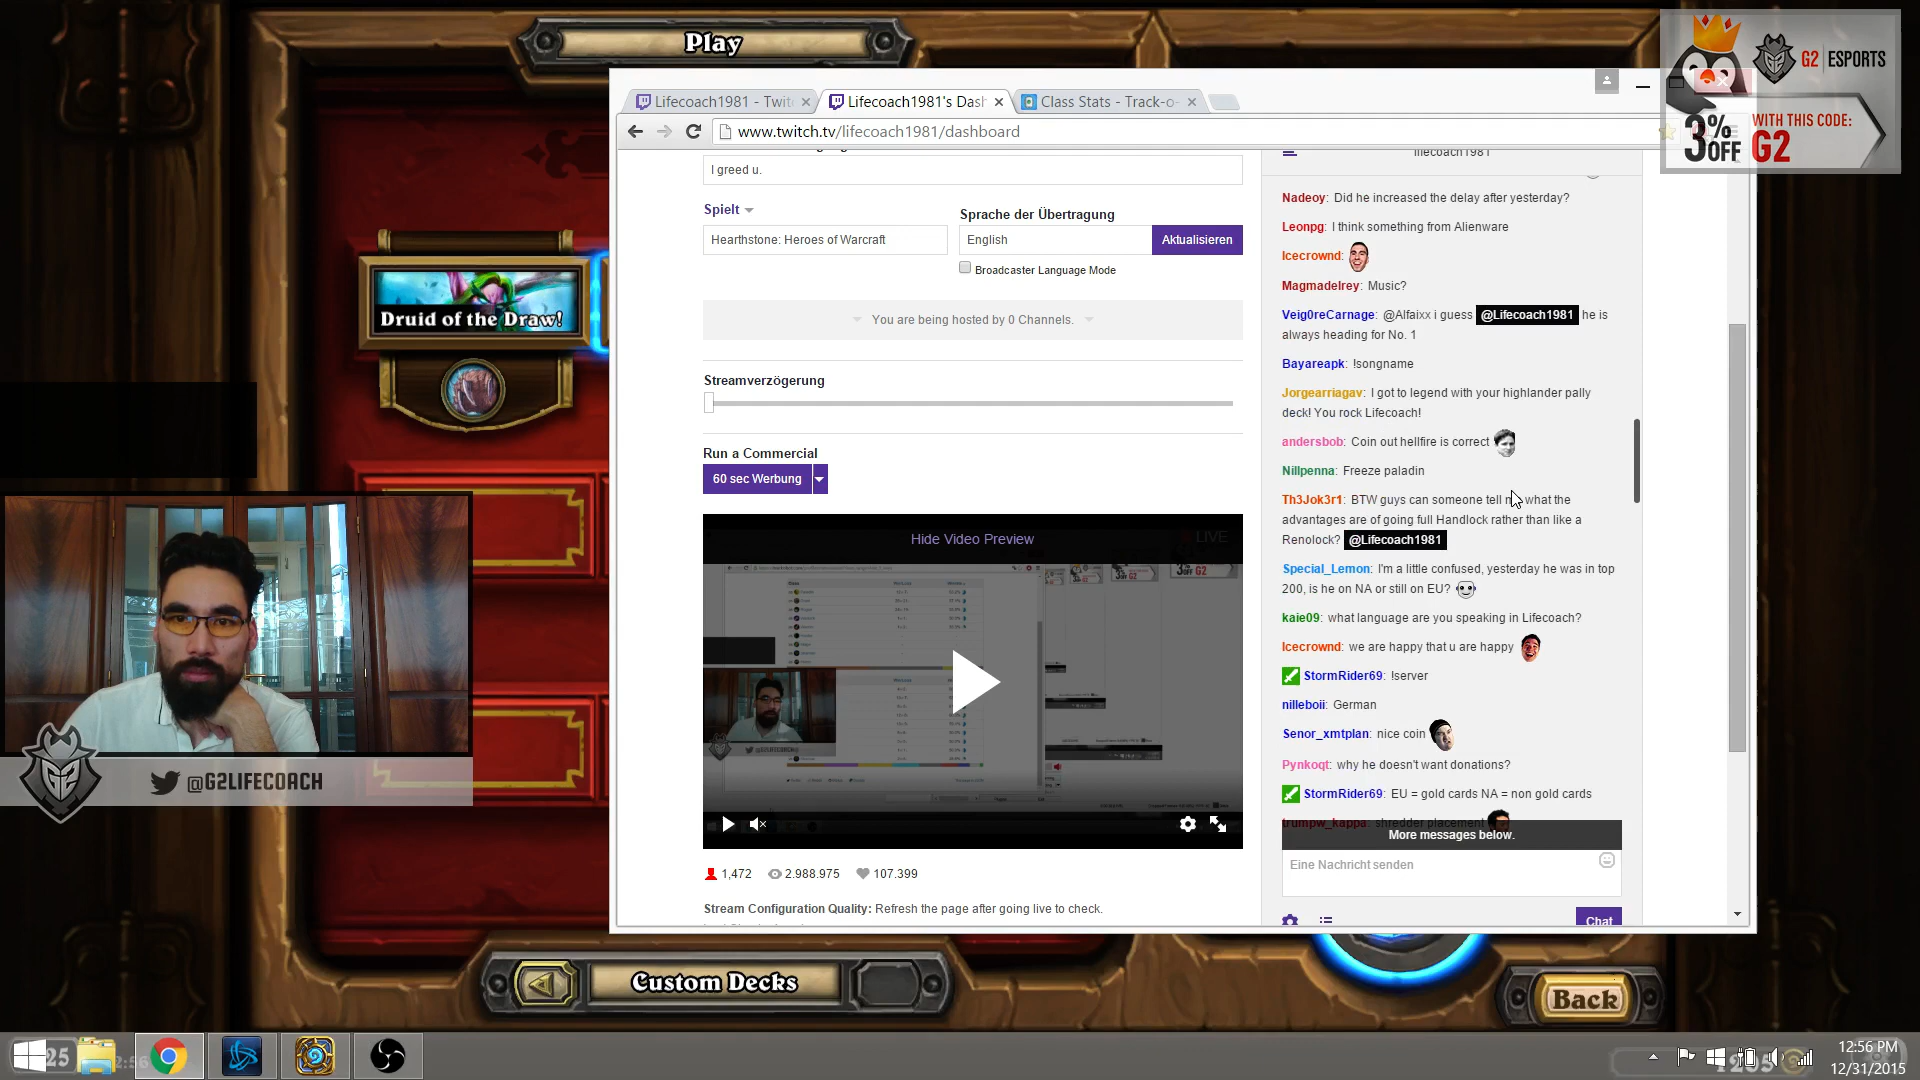 Play
G2 ESPORTS
3% OFF
WITH THIS CODE:
G2
Lifecoach1981 - Twit
Lifecoach1981's Dash
Class Stats - Track-o-
www.twitch.tv/lifecoach1981/dashboard
I greed u.
Spielt
Sprache der Übertragung
Hearthstone: Heroes of Warcraft
English
Aktualisieren
Broadcaster Language Mode
You are being hosted by 0 Channels.
Streamverzögerung
Run a Commercial
60 sec Werbung
Hide Video Preview
LIVE
1,472
2.988.975
107.399
Stream Configuration Quality: Refresh the page after going live to check.
lifecoach1981
Nadeoy: Did he increased the delay after yesterday?
Leonpg: I think something from Alienware
Icecrownd:
Magmadelrey: Music?
Veig0reCarnage: @Alfaixx i guess @Lifecoach1981 he is
always heading for No. 1
Bayareapk: !songname
Jorgearriagav: I got to legend with your highlander pally
deck! You rock Lifecoach!
andersbob: Coin out hellfire is correct
Nillpenna: Freeze paladin
Th3Jok3r1: BTW guys can someone tell me what the
advantages are of going full Handlock rather than like a
Renolock? @Lifecoach1981
Special_Lemon: I'm a little confused, yesterday he was in top
200, is he on NA or still on EU?
kaie09: what language are you speaking in Lifecoach?
Icecrownd: we are happy that u are happy
StormRider69: !server
nilleboii: German
Senor_xmtplan: nice coin
Pynkoqt: why he doesn't want donations?
StormRider69: EU = gold cards NA = non gold cards
trumpw_kappa: shredder placement
More messages below.
Eine Nachricht senden
Chat
Druid of the Draw!
@G2LIFECOACH
Custom Decks
Back
12:56 PM
12/31/2015